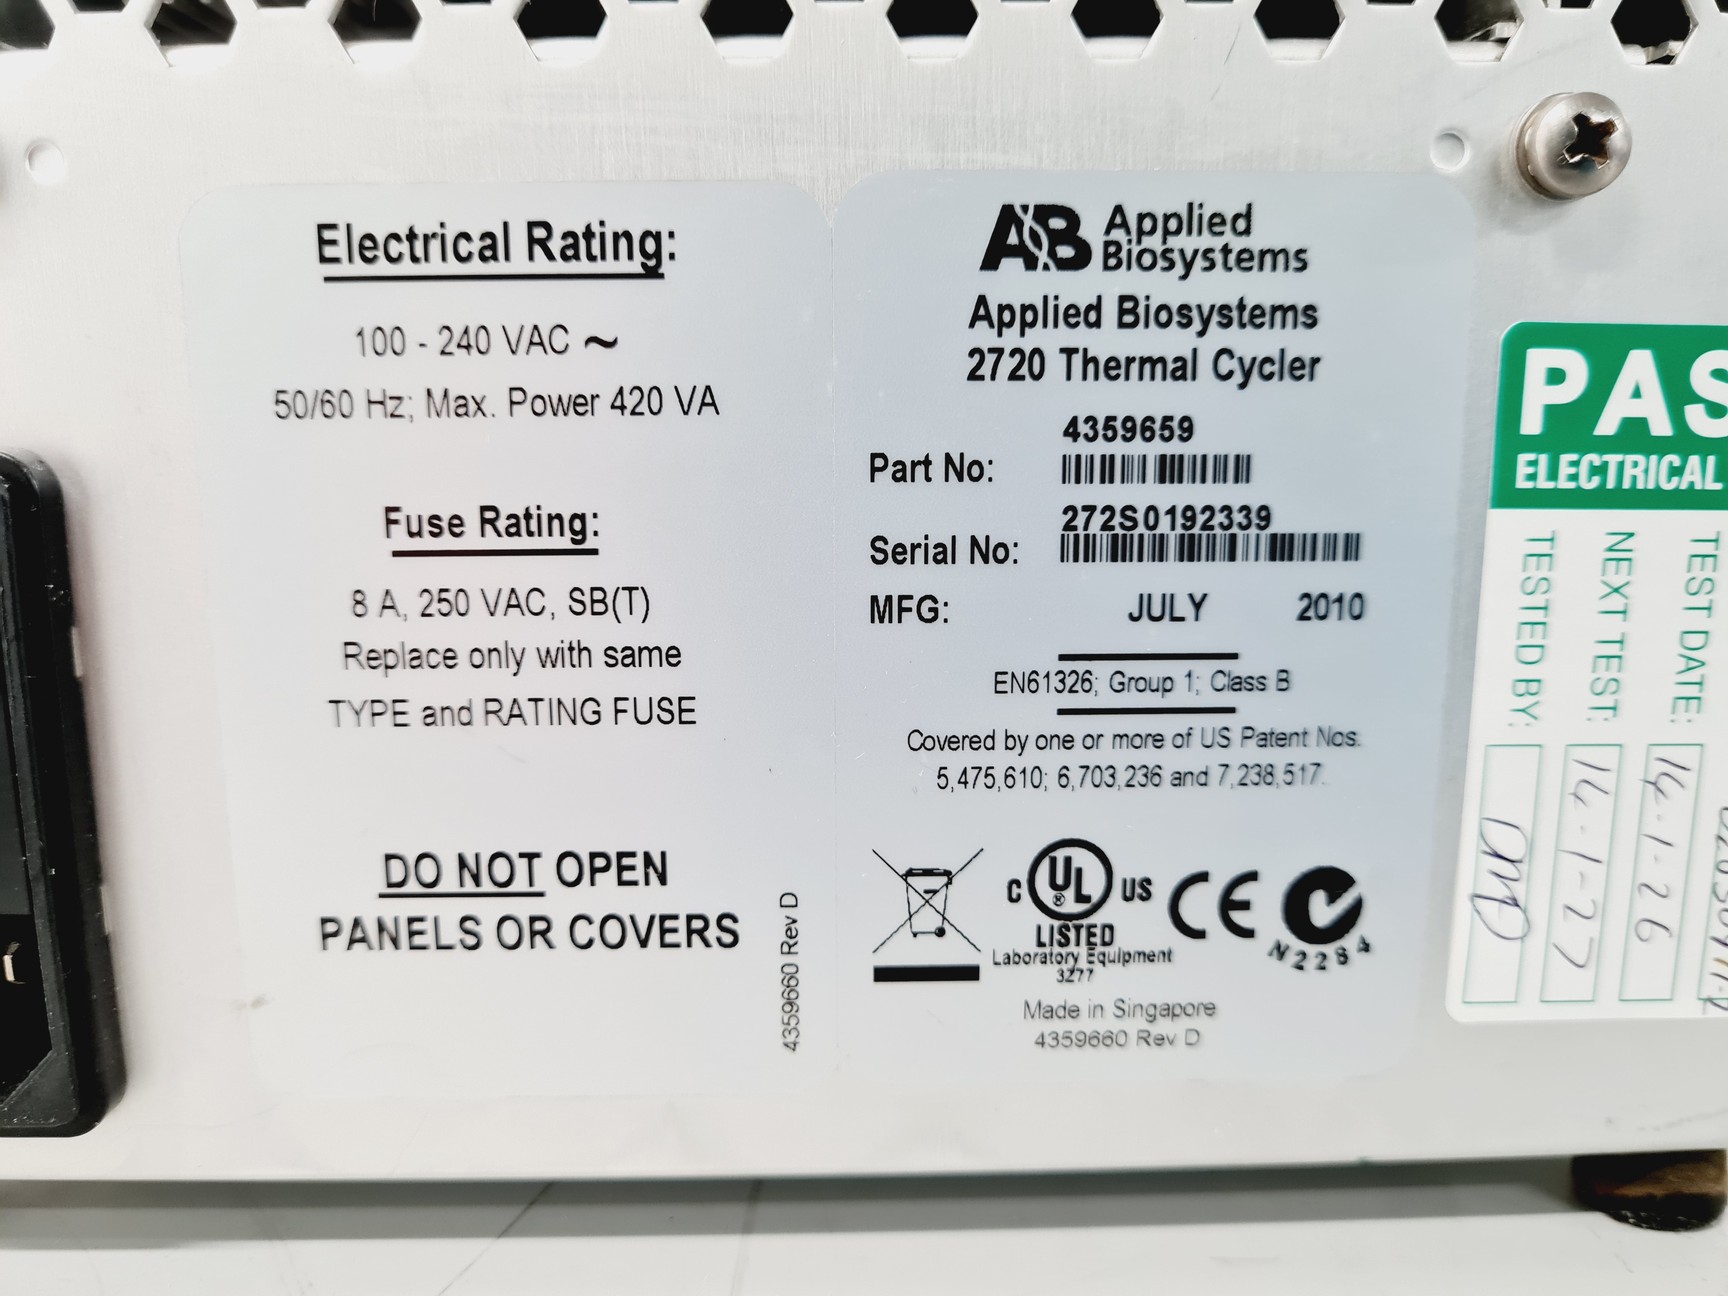 Electrical Rating:
100 - 240 VAC ~
50/60 Hz; Max. Power 420 VA
Fuse Rating:
8 A, 250 VAC, SB(T)
Replace only with same
TYPE and RATING FUSE
DO NOT OPEN
PANELS OR COVERS
4359660 Rev D
AB Applied
Biosystems
Applied Biosystems
2720 Thermal Cycler
4359659
Part No:
272S0192339
Serial No:
MFG: JULY 2010
EN61326; Group 1; Class B
Covered by one or more of US Patent Nos.
5,475,610; 6,703,236 and 7,238,517.
C UL ® US
LISTED
Laboratory Equipment
3277
CE
N2284
Made in Singapore
4359660 Rev D
PAS
ELECTRICAL
TEST DATE: 14-1-26
NEXT TEST: 14-1-27
TESTED BY: